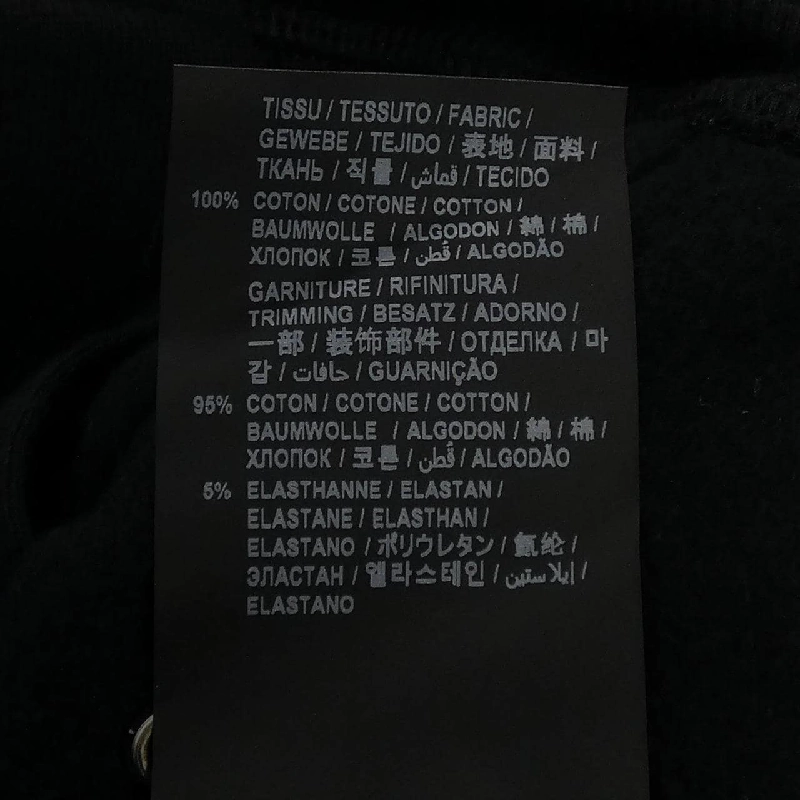 TISSU / TESSUTO / FABRIC /
GEWEBE / TEJIDO / 表地 / 面料 /
ТКАНЬ / 직물 / قماش / TECIDO
100% COTON / COTONE / COTTON /
BAUMWOLLE / ALGODON / 綿 / 棉 /
ХЛОПОК / 코튼 / قُطن / ALGODÃO
GARNITURE / RIFINITURA /
TRIMMING / BESATZ / ADORNO /
一部 / 装饰部件 / ОТДЕЛКА / 마
감 / حافات / GUARNIÇÃO
95% COTON / COTONE / COTTON /
BAUMWOLLE / ALGODON / 綿 / 棉 /
ХЛОПОК / 코튼 / قُطن / ALGODÃO
5% ELASTHANNE / ELASTAN /
ELASTANE / ELASTHAN /
ELASTANO / ポリウレタン / 氨纶 /
ЭЛАСТАН / 엘라스테인 / إيلاستين /
ELASTANO